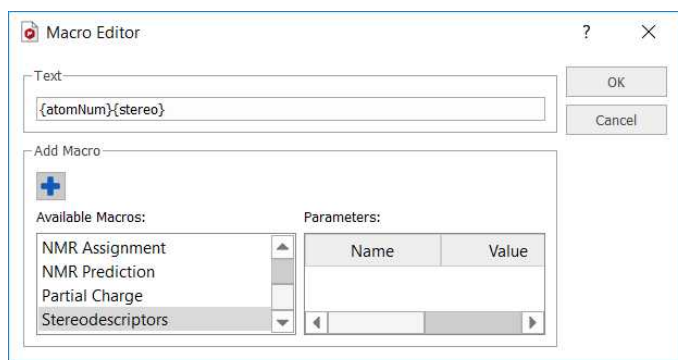 Macro Editor
?
Text
OK
{atomNum}{stereo}
Cancel
Add Macro
Available Macros:
Parameters:
NMR Assignment
NMR Prediction
Partial Charge
Stereodescriptors
Name Value